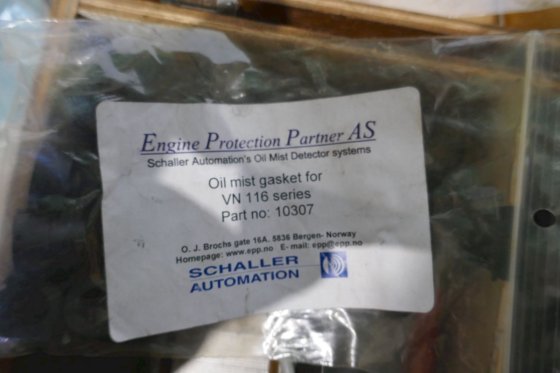 Engine Protection Partner AS
Schaller Automation's Oil Mist Detector systems
Oil mist gasket for
VN 116 series
Part no: 10307
O. J. Brochs gate 16A. 5836 Bergen- Norway
Homepage: www.epp.no E- mail: epp@epp.no
SCHALLER
AUTOMATION